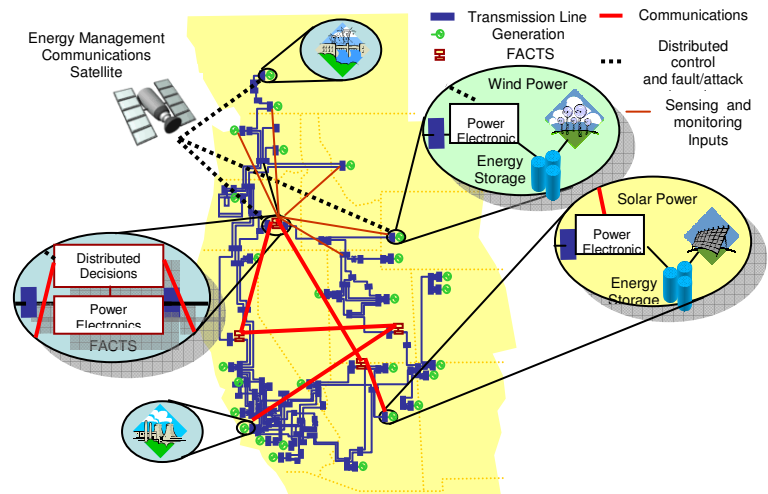 Energy Management
Communications
Satellite
Transmission Line
Generation
FACTS
Communications
Distributed
control
and fault/attack
Sensing and
monitoring
Inputs
Wind Power
Power
Electronic
Energy
Storage
Solar Power
Power
Electronic
Energy
Storage
Distributed
Decisions
Power
Electronics
FACTS